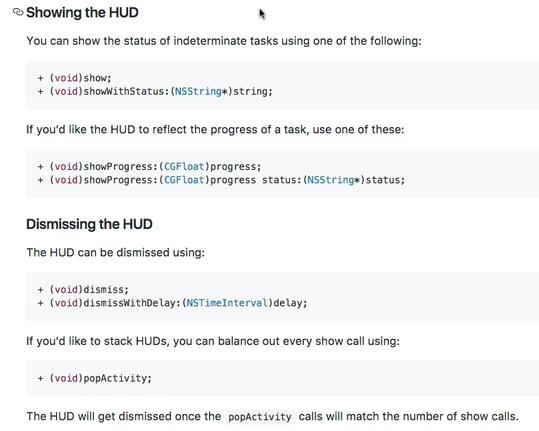 Showing the HUD
You can show the status of indeterminate tasks using one of the following:
+ (void)show;
+ (void)showWithStatus:(NSString*)string;
If you'd like the HUD to reflect the progress of a task, use one of these:
+ (void)showProgress:(CGFloat)progress;
+ (void)showProgress:(CGFloat)progress status:(NSString*)status;
Dismissing the HUD
The HUD can be dismissed using:
+ (void)dismiss;
+ (void)dismissWithDelay:(NSTimeInterval)delay;
If you'd like to stack HUDs, you can balance out every show call using:
+ (void)popActivity;
The HUD will get dismissed once the popActivity calls will match the number of show calls.